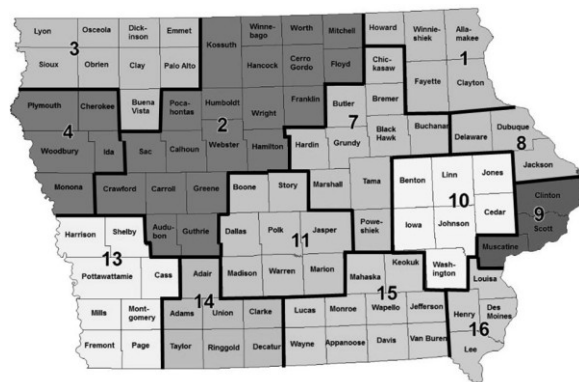 Lyon
Osceola
Dick-
inson
Emmet
3
Sioux
Obrien
Clay
Palo Alto
Kossuth
Winne-
bago
Worth
Mitchell
Hancock
Cerro
Gordo
Floyd
Howard
Winnie-
shiek
Alla-
makee
1
Chic-
kasaw
Fayette
Clayton
Plymouth
Cherokee
4
Buena
Vista
Poca-
hontas
Humboldt
2
Wright
Franklin
Butler
7
Bremer
Woodbury
Ida
Sac
Calhoun
Webster
Hamilton
Hardin
Grundy
Black
Hawk
Buchanan
Delaware
Dubuque
8
Jackson
Monona
Crawford
Carroll
Greene
Boone
Story
Marshall
Tama
Benton
Linn
Jones
10
Clinton
9
Scott
Harrison
Shelby
13
Audu-
bon
Guthrie
Dallas
Polk
11
Jasper
Powe-
shiek
Iowa
Johnson
Cedar
Muscatine
Pottawattamie
Cass
Adair
14
Madison
Warren
Marion
Mahaska
Keokuk
15
Wash-
ington
Louisa
Mills
Mont-
gomery
Adams
Union
Clarke
Lucas
Monroe
Wapello
Jefferson
Henry
Des
Moines
16
Fremont
Page
Taylor
Ringgold
Decatur
Wayne
Appanoose
Davis
Van Buren
Lee